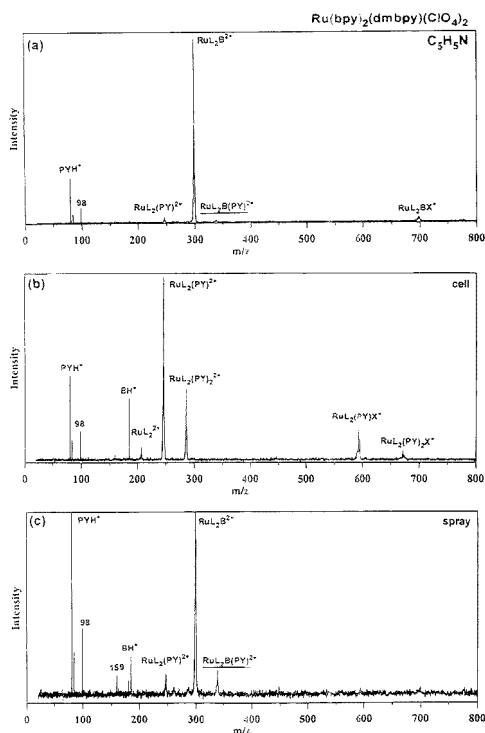 Ru(bpy)₂(dmbpy)(ClO4)₂
(a)
RuL₂B²⁺
C₅H₅N
Intensity
PYH⁺
98
RuL₂(PY)²⁺
RuL₂B(PY)²⁺
RuL₂BX⁺
0 100 200 300 400 500 600 700 800
m/z
(b)
RuL₂(PY)²⁺
cell
Intensity
PYH⁺
98
BH⁺
RuL₂²⁺
RuL₂(PY)₂²⁺
RuL₂(PY)X⁺
RuL₂(PY)₂X⁺
0 100 200 300 400 500 600 700 800
m/z
(c)
PYH⁺
RuL₂B²⁺
spray
Intensity
98
159
BH⁺
RuL₂(PY)²⁺
RuL₂B(PY)²⁺
0 100 200 300 400 500 600 700 800
m/z